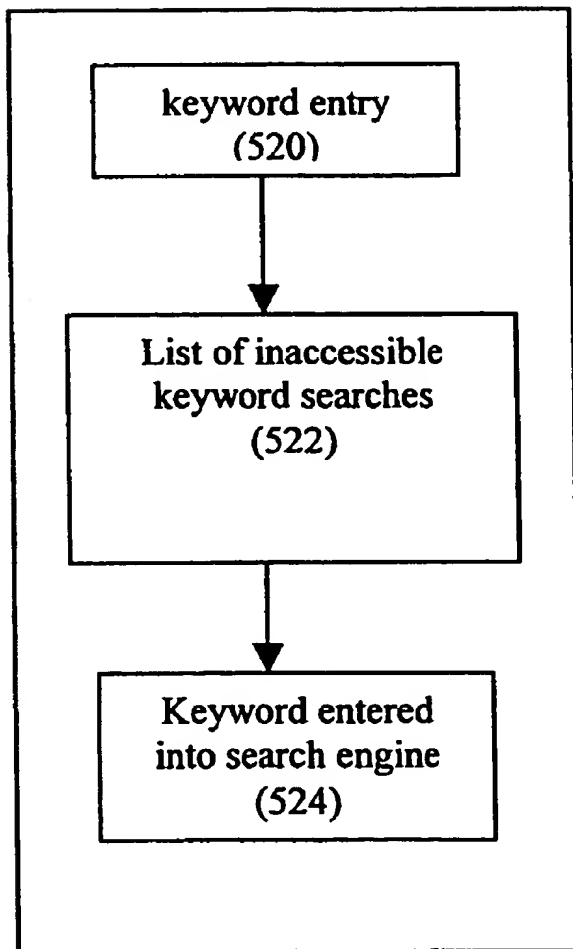 keyword entry
(520)
List of inaccessible
keyword searches
(522)
Keyword entered
into search engine
(524)